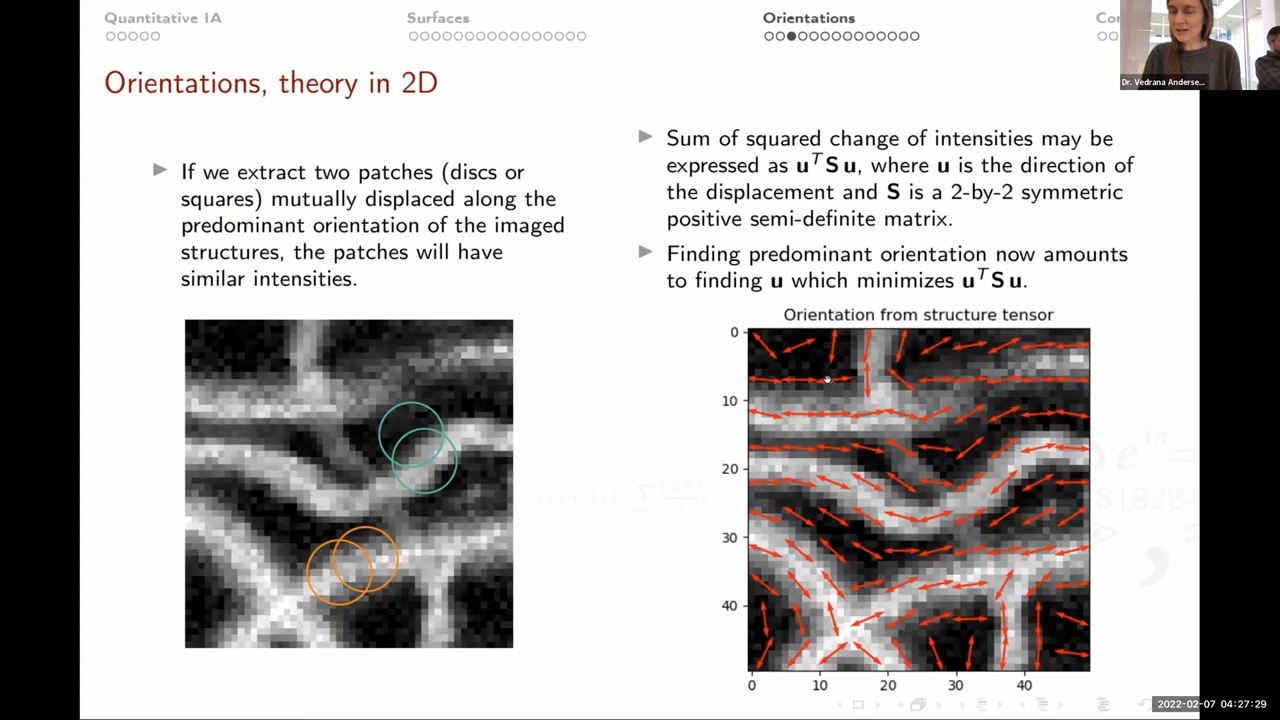 Quantitative IA
Surfaces
Orientations
Dr. Vedrana Anderse...
Orientations, theory in 2D
If we extract two patches (discs or
squares) mutually displaced along the
predominant orientation of the imaged
structures, the patches will have
similar intensities.
Sum of squared change of intensities may be
expressed as u^T S u, where u is the direction of
the displacement and S is a 2-by-2 symmetric
positive semi-definite matrix.
Finding predominant orientation now amounts
to finding u which minimizes u^T S u.
Orientation from structure tensor
0
10
20
30
40
0 10 20 30 40
2022-02-07 04:27:29